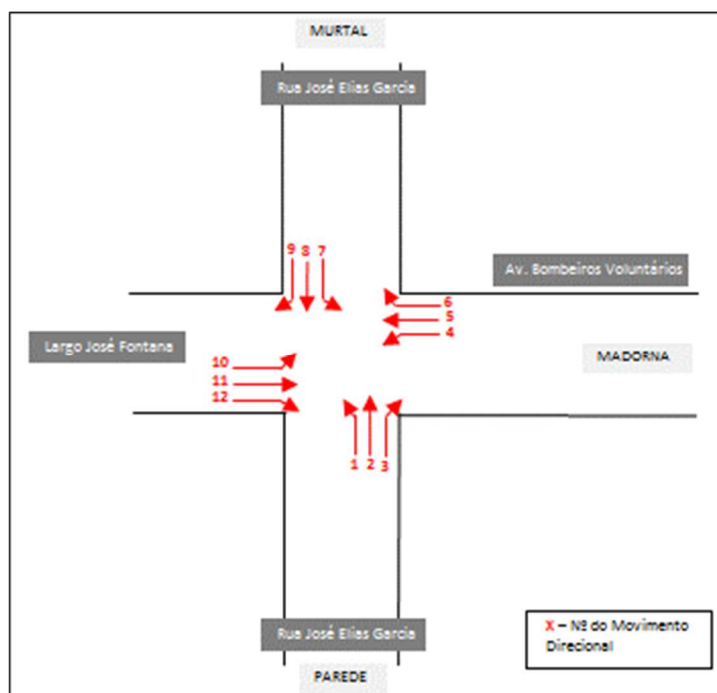 MURTAL
Rua José Elias Garcia
9 8 7
Av. Bombeiros Voluntários
6
5
4
Largo José Fontana
MADORNA
10
11
12
1 2 3
Rua José Elias Garcia
X – Nº do Movimento
Direcional
PAREDE